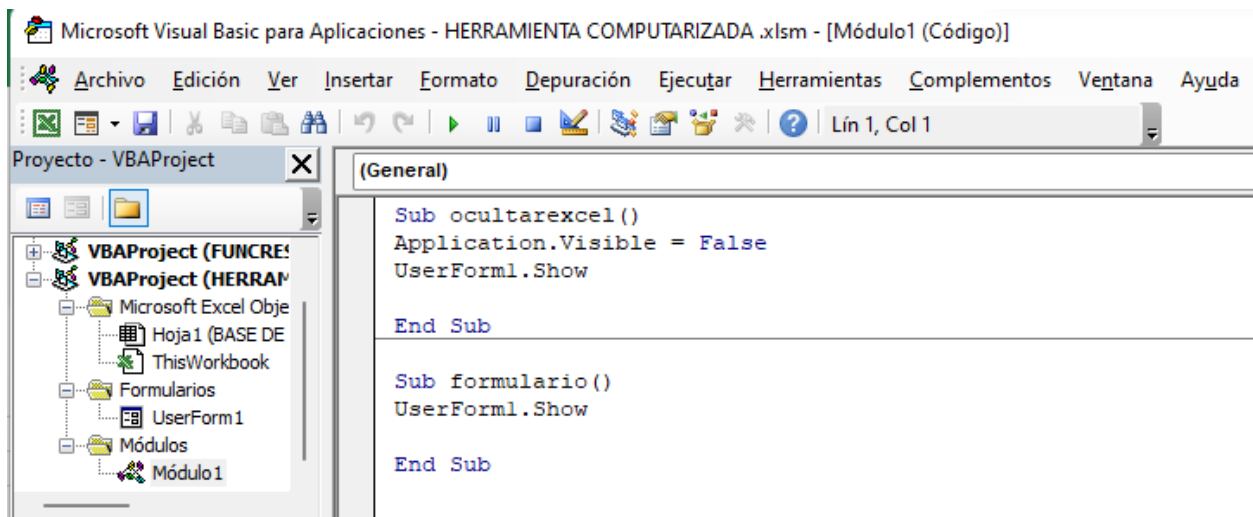 Microsoft Visual Basic para Aplicaciones - HERRAMIENTA COMPUTARIZADA .xlsm - [Módulo1 (Código)]
Archivo Edición Ver Insertar Formato Depuración Ejecutar Herramientas Complementos Ventana Ayuda
Lín 1, Col 1
Proyecto - VBAProject
(General)
VBAProject (FUNCRES
VBAProject (HERRAM
Microsoft Excel Obje
Hoja1 (BASE DE
ThisWorkbook
Formularios
UserForm1
Módulos
Módulo1
Sub ocultarexcel()
Application.Visible = False
UserForm1.Show
End Sub
Sub formulario()
UserForm1.Show
End Sub